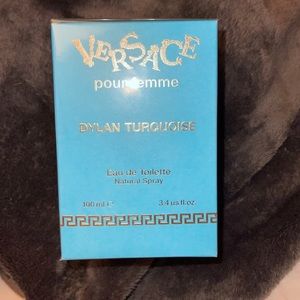 VERSACE
pour femme
DYLAN TURQUOISE
Eau de Toilette
Natural Spray
100 ml ℮ 3.4 us.fl.oz.